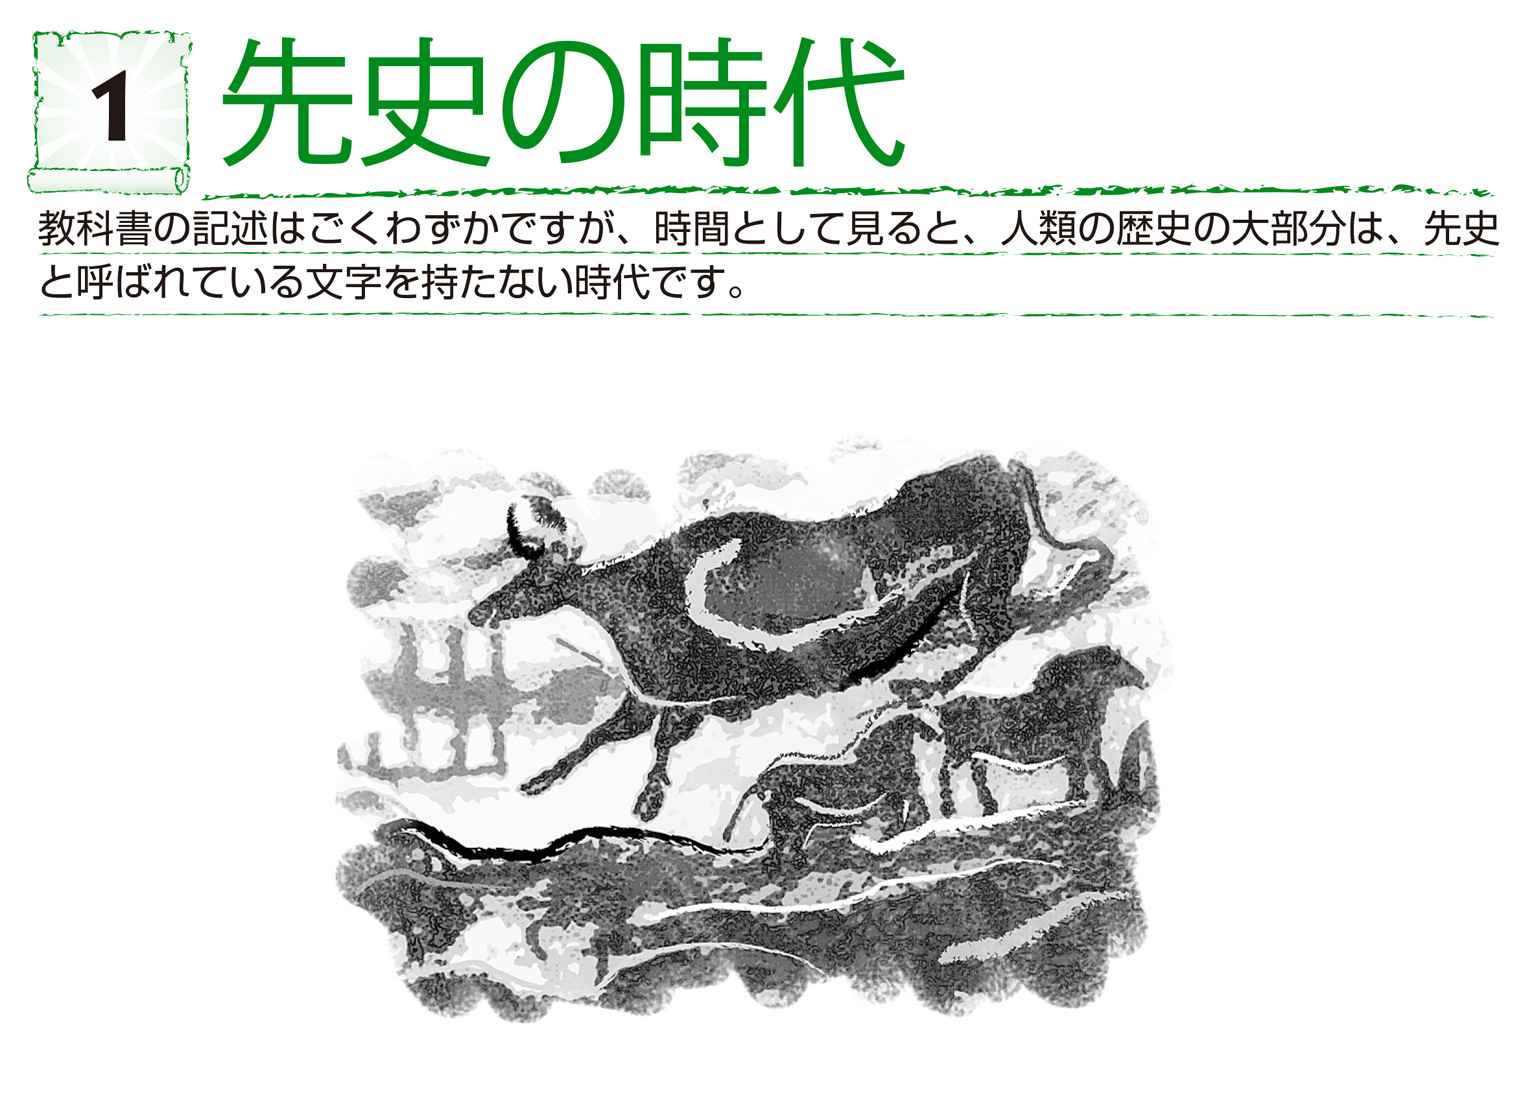 1 先史の時代
教科書の記述はごくわずかですが、時間として見ると、人類の歴史の大部分は、先史
と呼ばれている文字を持たない時代です。